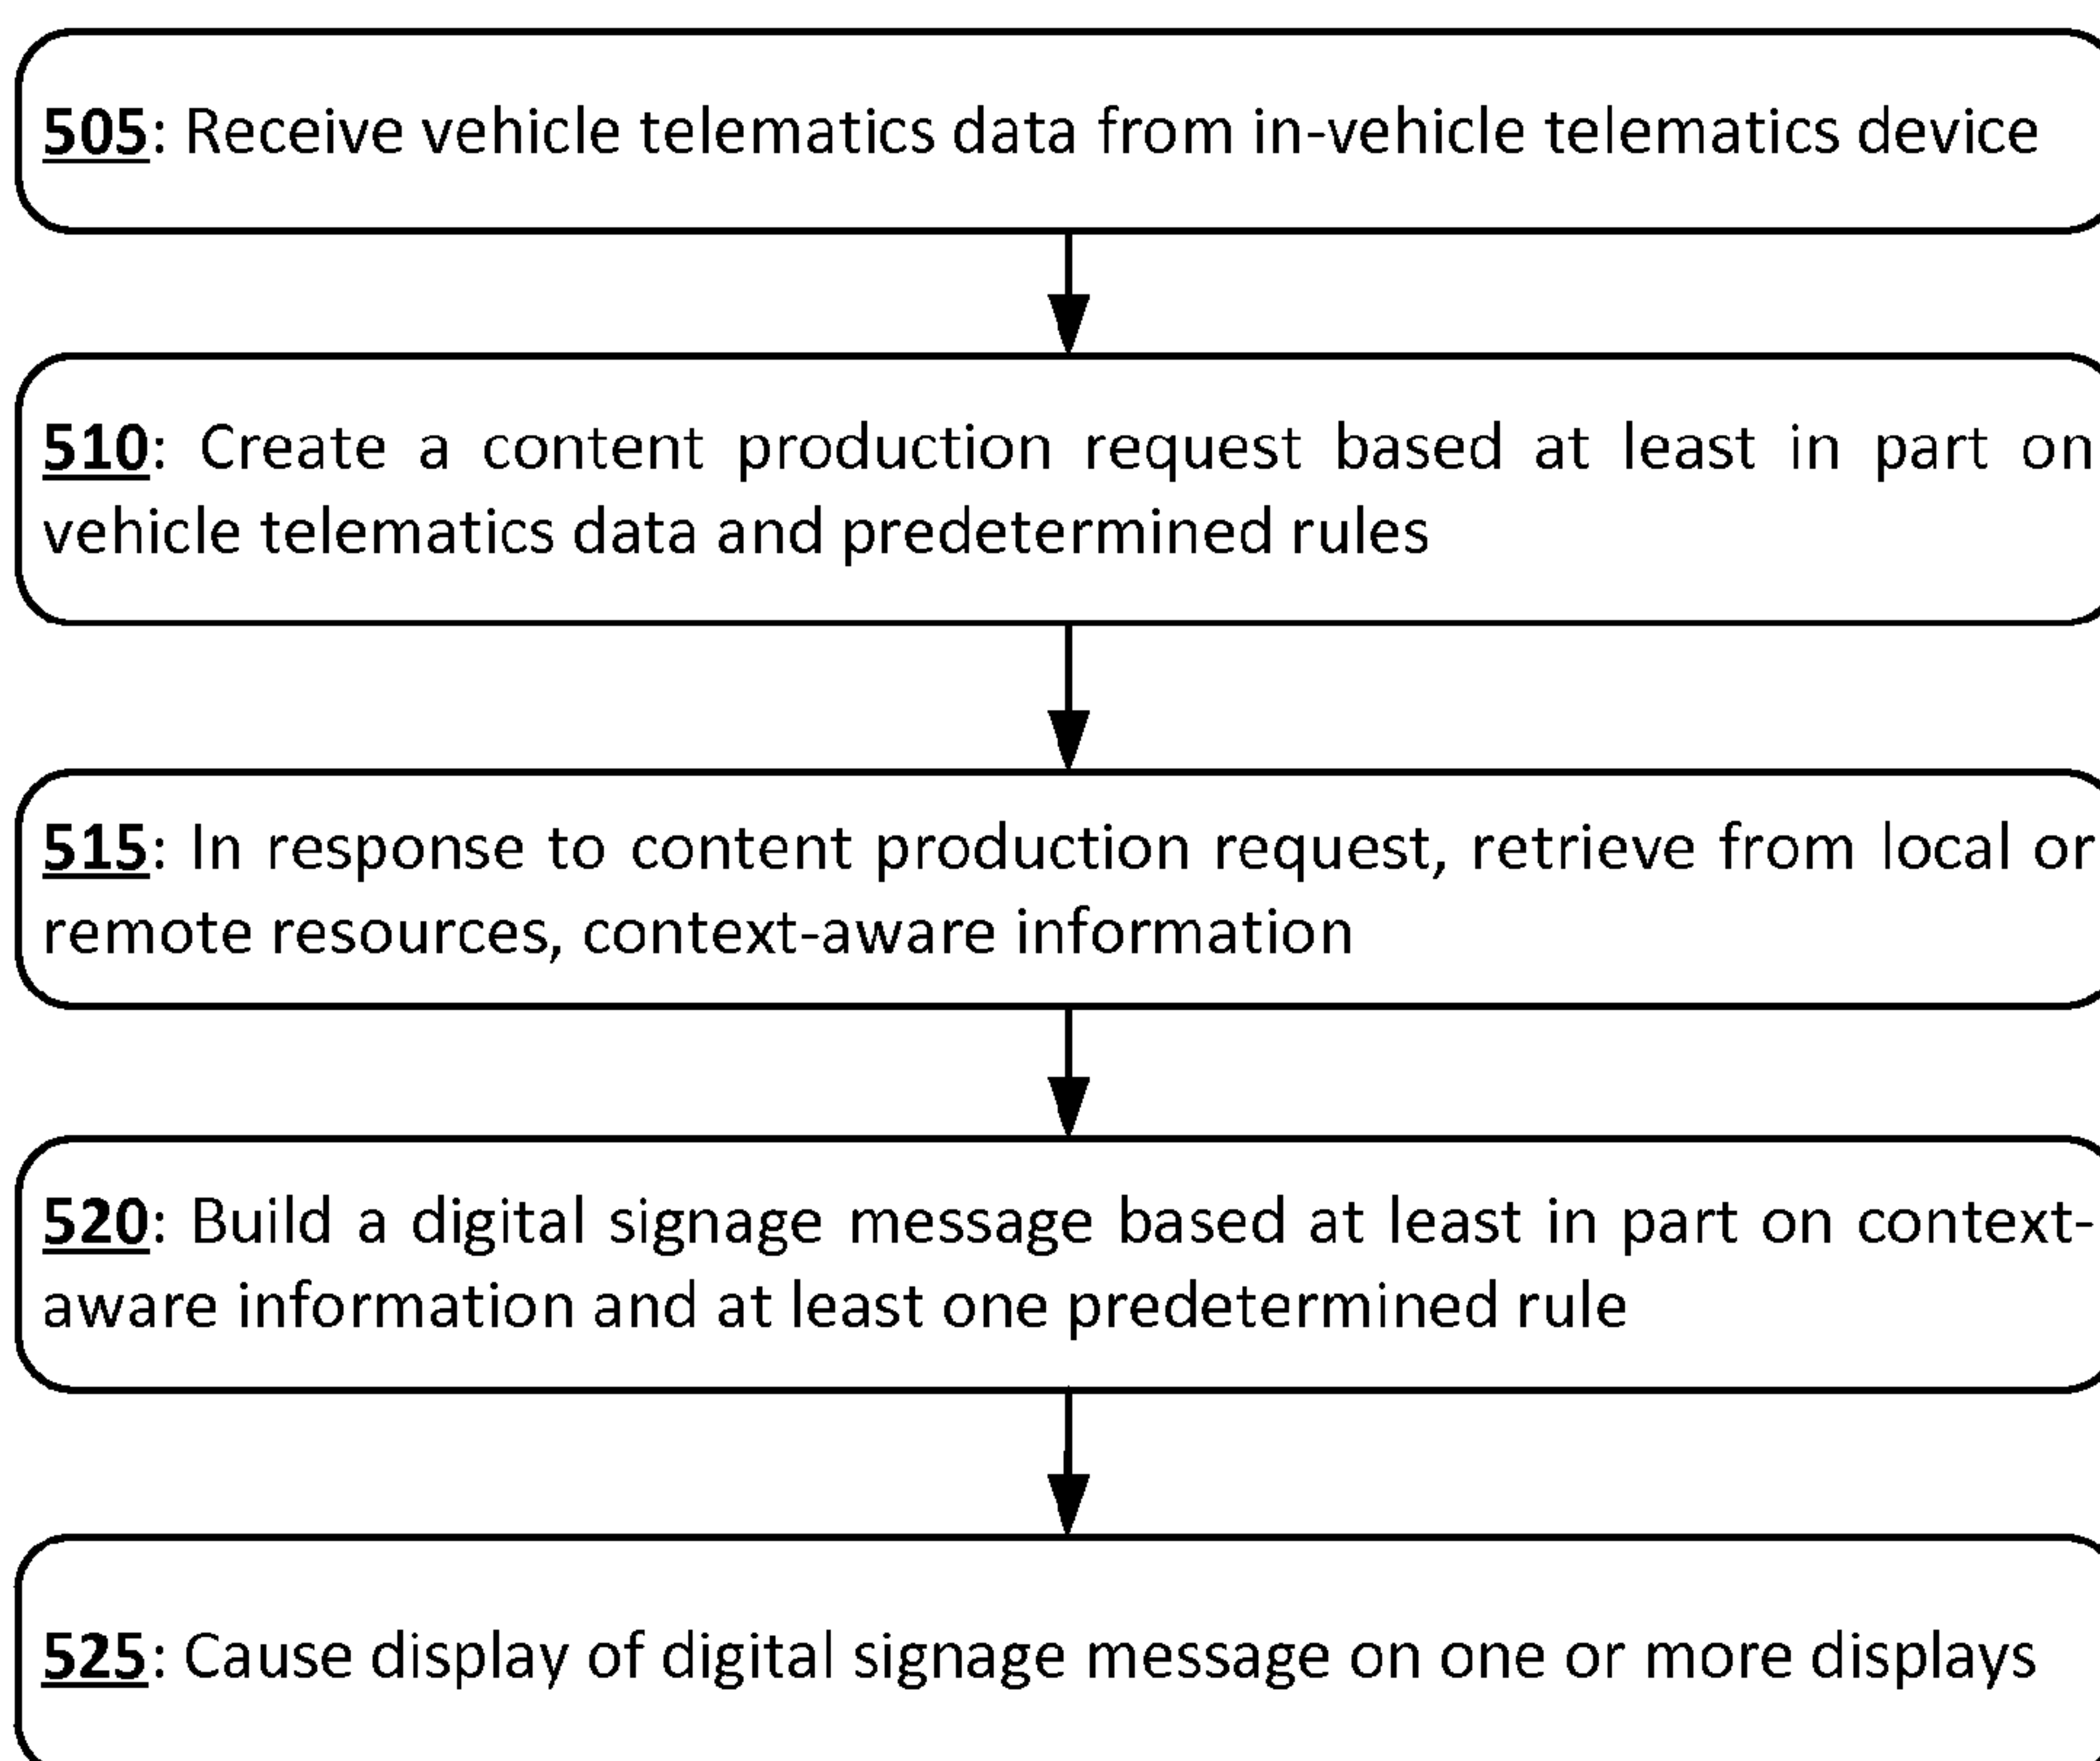 505: Receive vehicle telematics data from in-vehicle telematics device
510: Create a content production request based at least in part on
vehicle telematics data and predetermined rules
515: In response to content production request, retrieve from local or
remote resources, context-aware information
520: Build a digital signage message based at least in part on context-
aware information and at least one predetermined rule
525: Cause display of digital signage message on one or more displays